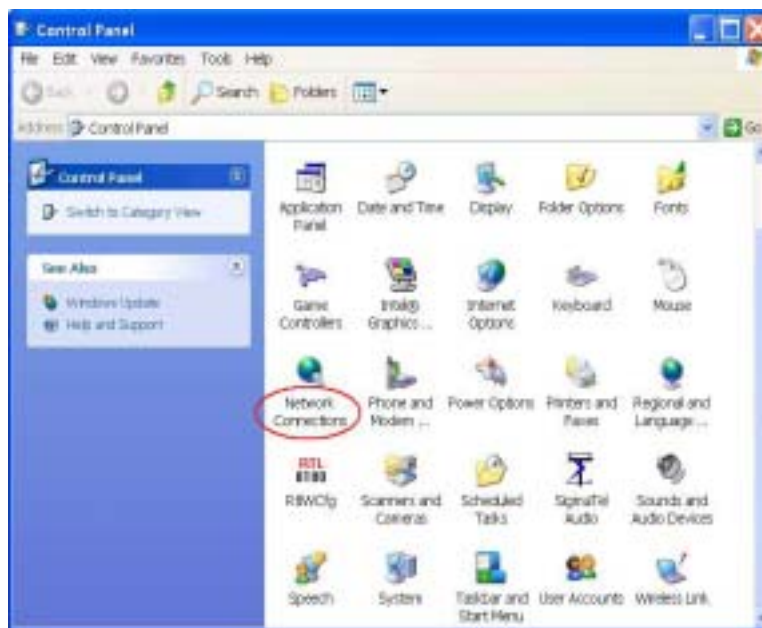 Control Panel
File Edit View Favorites Tools Help
Back Search Folders
Address Control Panel Go
Control Panel
Switch to Category View
See Also
Windows Update
Help and Support
Application Panel
Date and Time
Display
Folder Options
Fonts
Game Controllers
Intel(R) Graphics ...
Internet Options
Keyboard
Mouse
Network Connections
Phone and Modem ...
Power Options
Printers and Faxes
Regional and Language ...
RTL 8180
R8WCfg
Scanners and Cameras
Scheduled Tasks
SigmaTel Audio
Sounds and Audio Devices
Speech
System
Taskbar and Start Menu
User Accounts
Wireless Link